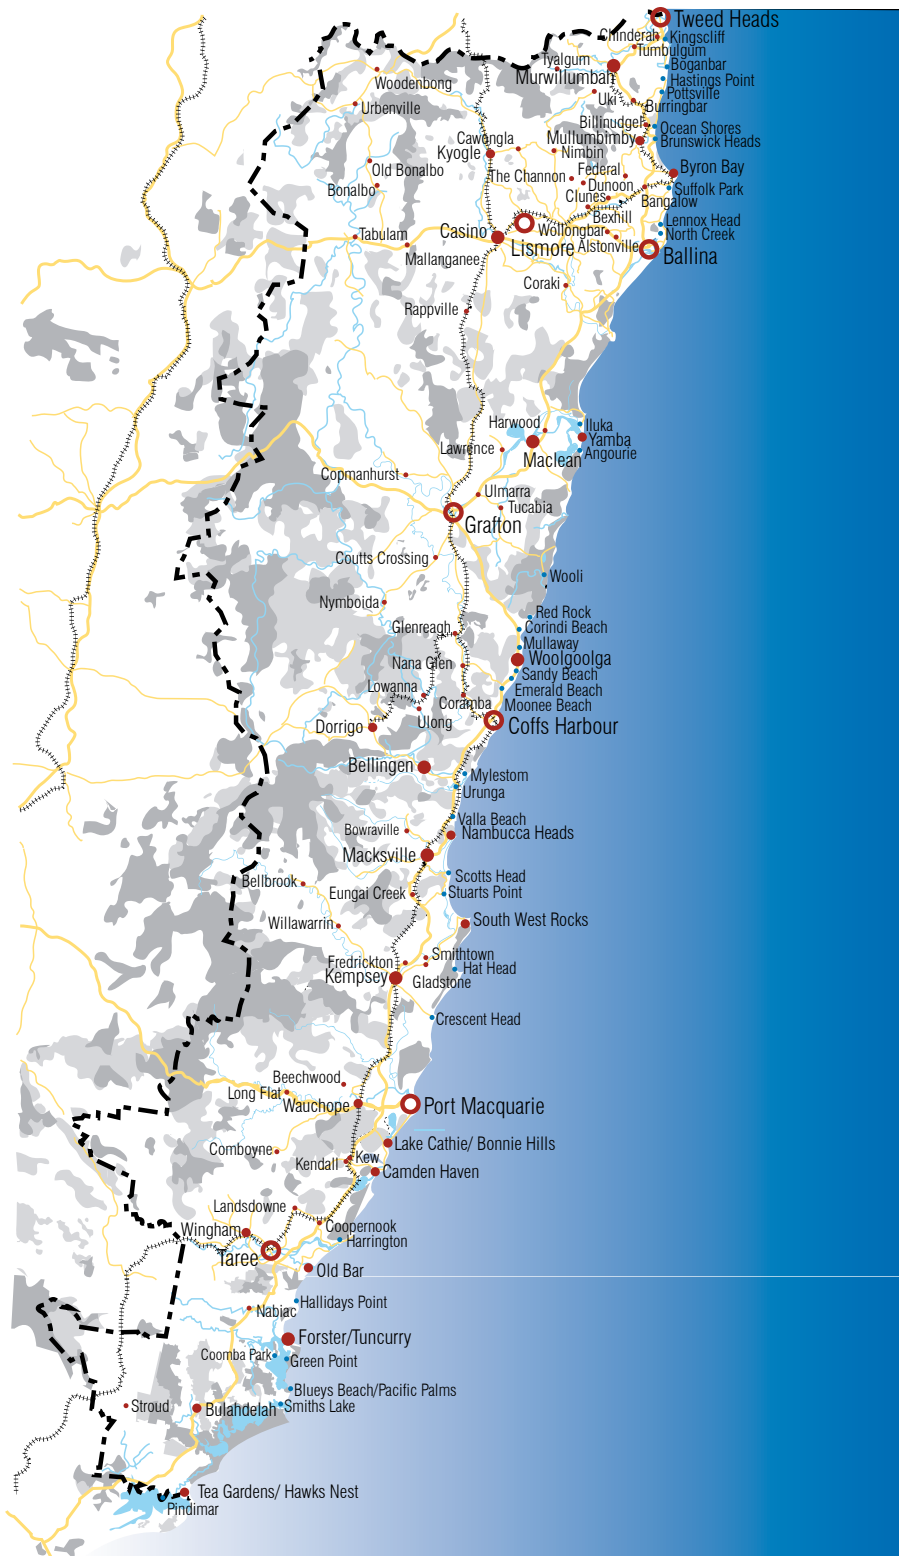 Tweed Heads
Chinderah
Kingscliff
Tumbulgum
Tyalgum
Boganbar
Murwillumbah
Hastings Point
Woodenbong
Pottsville
Uki
Burringbar
Urbenville
Billinudgel
Ocean Shores
Cawongla
Mullumbimby
Brunswick Heads
Kyogle
Nimbin
Old Bonalbo
Federal
Byron Bay
The Channon
Dunoon
Bonalbo
Suffolk Park
Clunes
Bangalow
Bexhill
Lennox Head
Tabulam
Casino
Wollongbar
North Creek
Lismore
Alstonville
Ballina
Mallanganee
Coraki
Rappville
Harwood
Iluka
Yamba
Lawrence
Angourie
Maclean
Copmanhurst
Ulmarra
Tucabia
Grafton
Coutts Crossing
Wooli
Nymboida
Red Rock
Glenreagh
Corindi Beach
Mullaway
Nana Glen
Woolgoolga
Sandy Beach
Lowanna
Emerald Beach
Coramba
Moonee Beach
Ulong
Dorrigo
Coffs Harbour
Bellingen
Mylestom
Urunga
Valla Beach
Bowraville
Nambucca Heads
Macksville
Scotts Head
Bellbrook
Eungai Creek
Stuarts Point
Willawarrin
South West Rocks
Smithtown
Fredrickton
Hat Head
Kempsey
Gladstone
Crescent Head
Beechwood
Long Flat
Wauchope
Port Macquarie
Lake Cathie/ Bonnie Hills
Comboyne
Kew
Kendall
Camden Haven
Landsdowne
Coopernook
Wingham
Harrington
Taree
Old Bar
Hallidays Point
Nabiac
Forster/Tuncurry
Coomba Park
Green Point
Blueys Beach/Pacific Palms
Stroud
Bulahdelah
Smiths Lake
Tea Gardens/ Hawks Nest
Pindimar